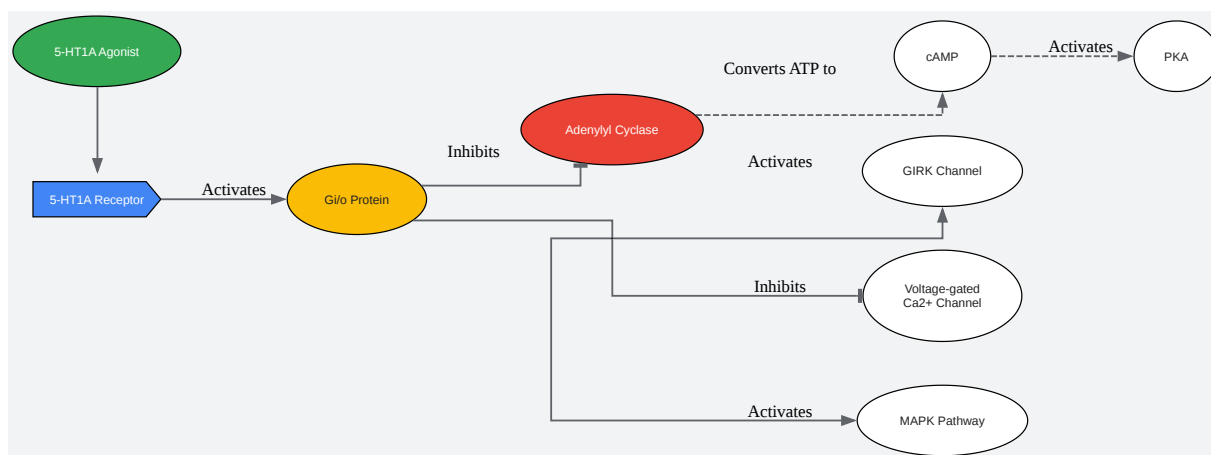 5-HT1A Agonist
cAMP
Activates
PKA
Converts ATP to
Adenylyl Cyclase
Inhibits
Activates
GIRK Channel
5-HT1A Receptor
Activates
Gi/o Protein
Inhibits
Voltage-gated
Ca2+ Channel
Activates
MAPK Pathway